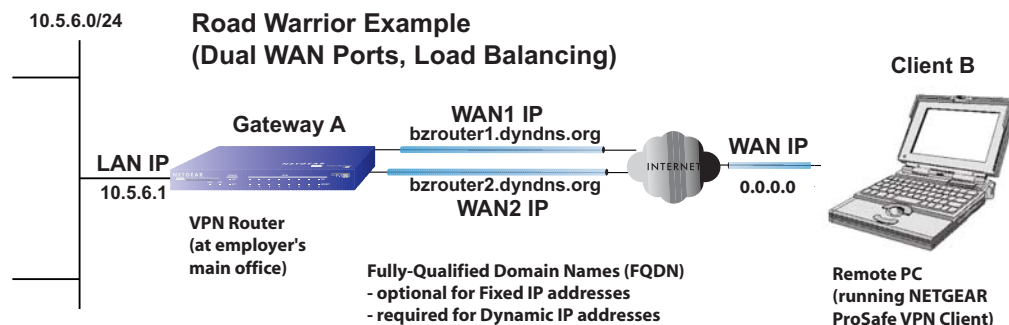 10.5.6.0/24
Road Warrior Example
(Dual WAN Ports, Load Balancing)
Client B
Gateway A
WAN1 IP
bzrouter1.dyndns.org
WAN IP
LAN IP
NETGEAR
INTERNET
10.5.6.1
bzrouter2.dyndns.org
0.0.0.0
WAN2 IP
VPN Router
(at employer's
main office)
Fully-Qualified Domain Names (FQDN)
- optional for Fixed IP addresses
- required for Dynamic IP addresses
Remote PC
(running NETGEAR
ProSafe VPN Client)